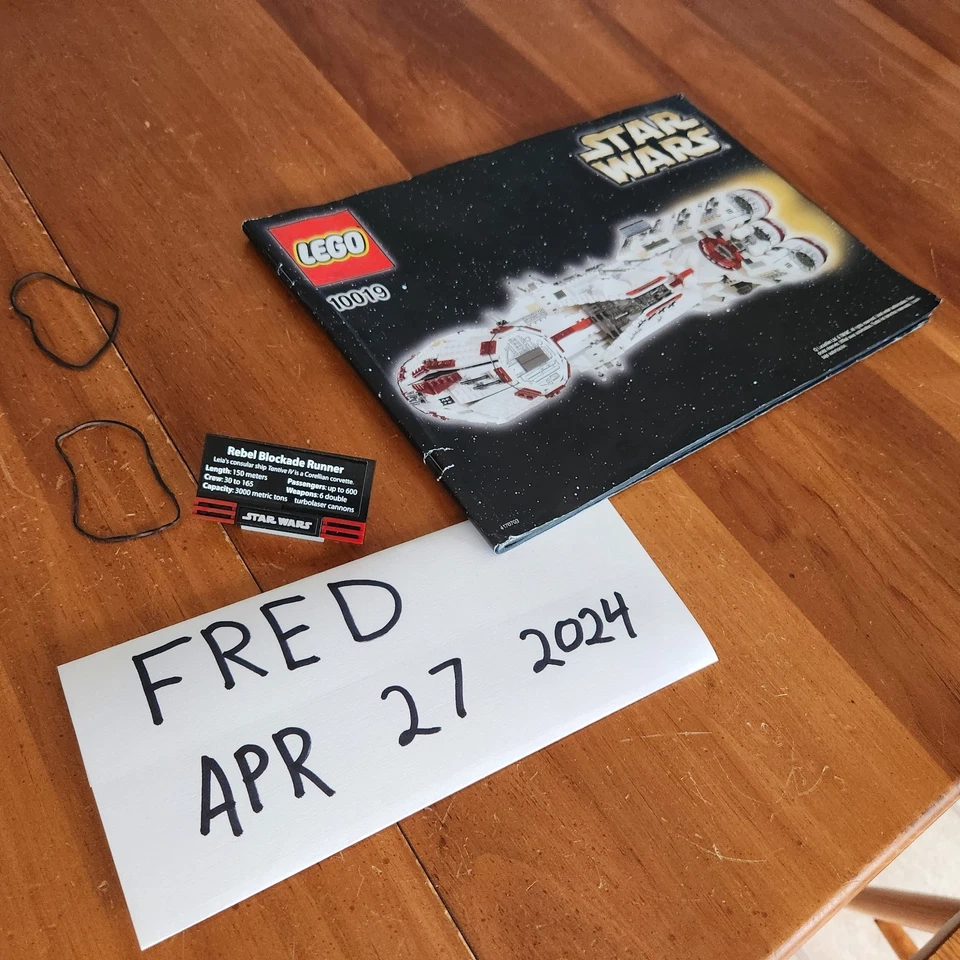 STAR
WARS
LEGO
10019
Rebel Blockade Runner
Leia's consular ship Tantive IV is a Corellian corvette.
Length: 150 meters
Crew: 30 to 165
Capacity: 3000 metric tons
Passengers: up to 600
Weapons: 6 double
turbolaser cannons
STAR WARS
4170703
FRED
APR 27 2024